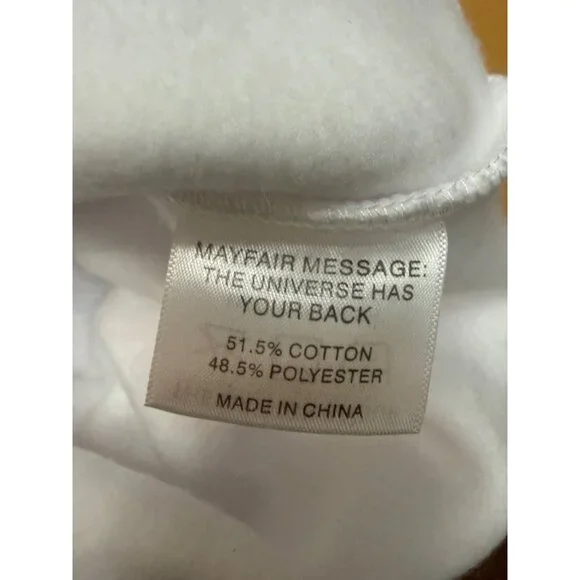 MAYFAIR MESSAGE:
THE UNIVERSE HAS
YOUR BACK
51.5% COTTON
48.5% POLYESTER
MADE IN CHINA